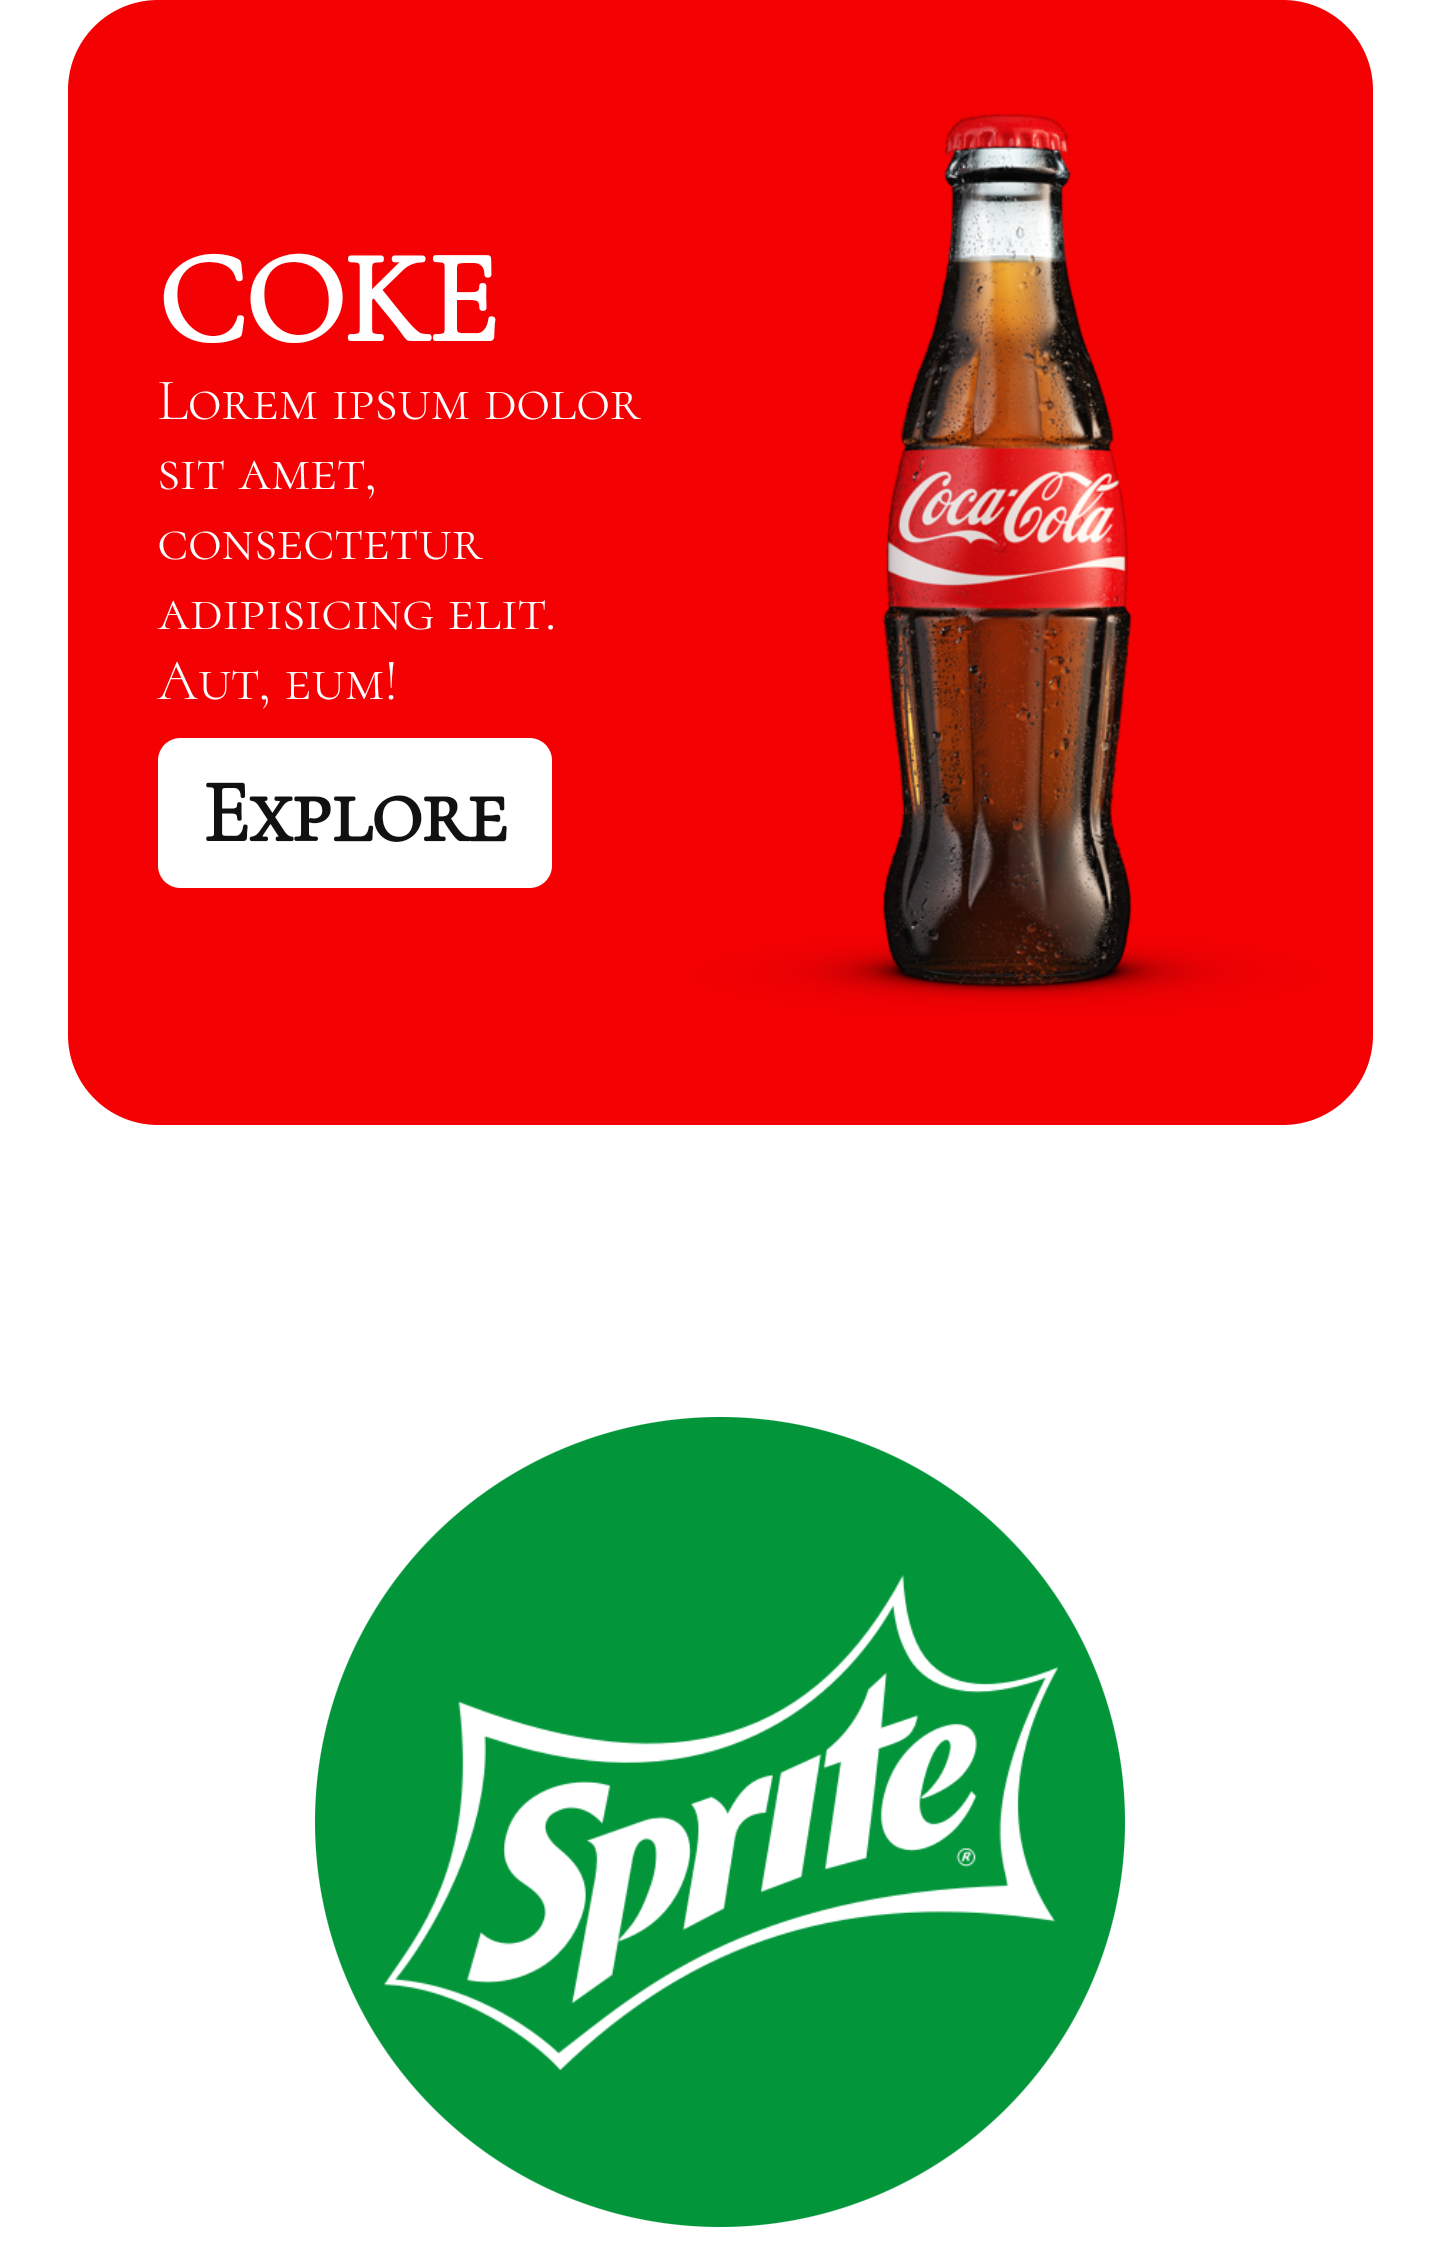 COKE
Lorem ipsum dolor
sit amet,
consectetur
adipisicing elit.
Aut, eum!
Explore
Coca-Cola
Sprite
®